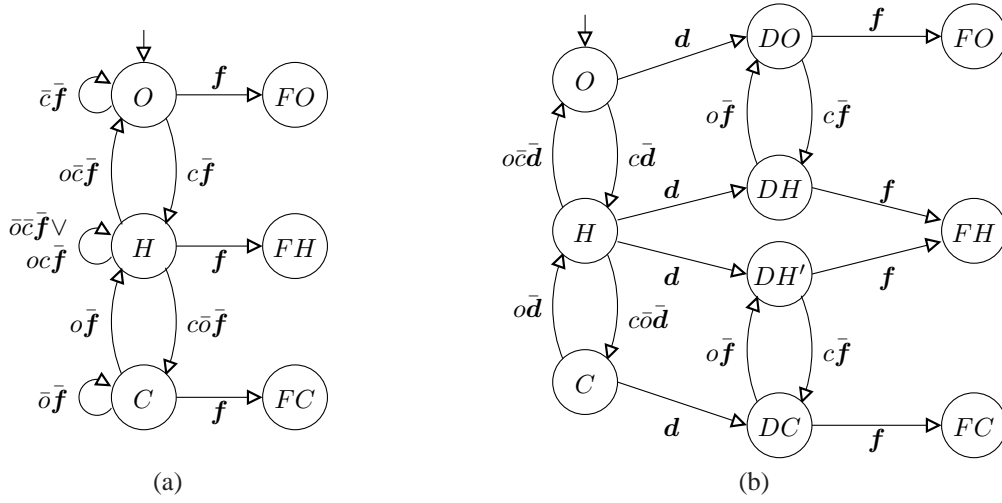 O
FO
c̄f̄
f
oc̄f̄
cf̄
ōc̄f̄ ∨
ocf̄
H
FH
f
of̄
cōf̄
ōf̄
C
FC
f
(a)
O
d
DO
f
FO
oc̄d̄
cd̄
of̄
cf̄
H
d
DH
f
FH
d
DH′
f
od̄
cōd̄
of̄
cf̄
C
d
DC
f
FC
(b)